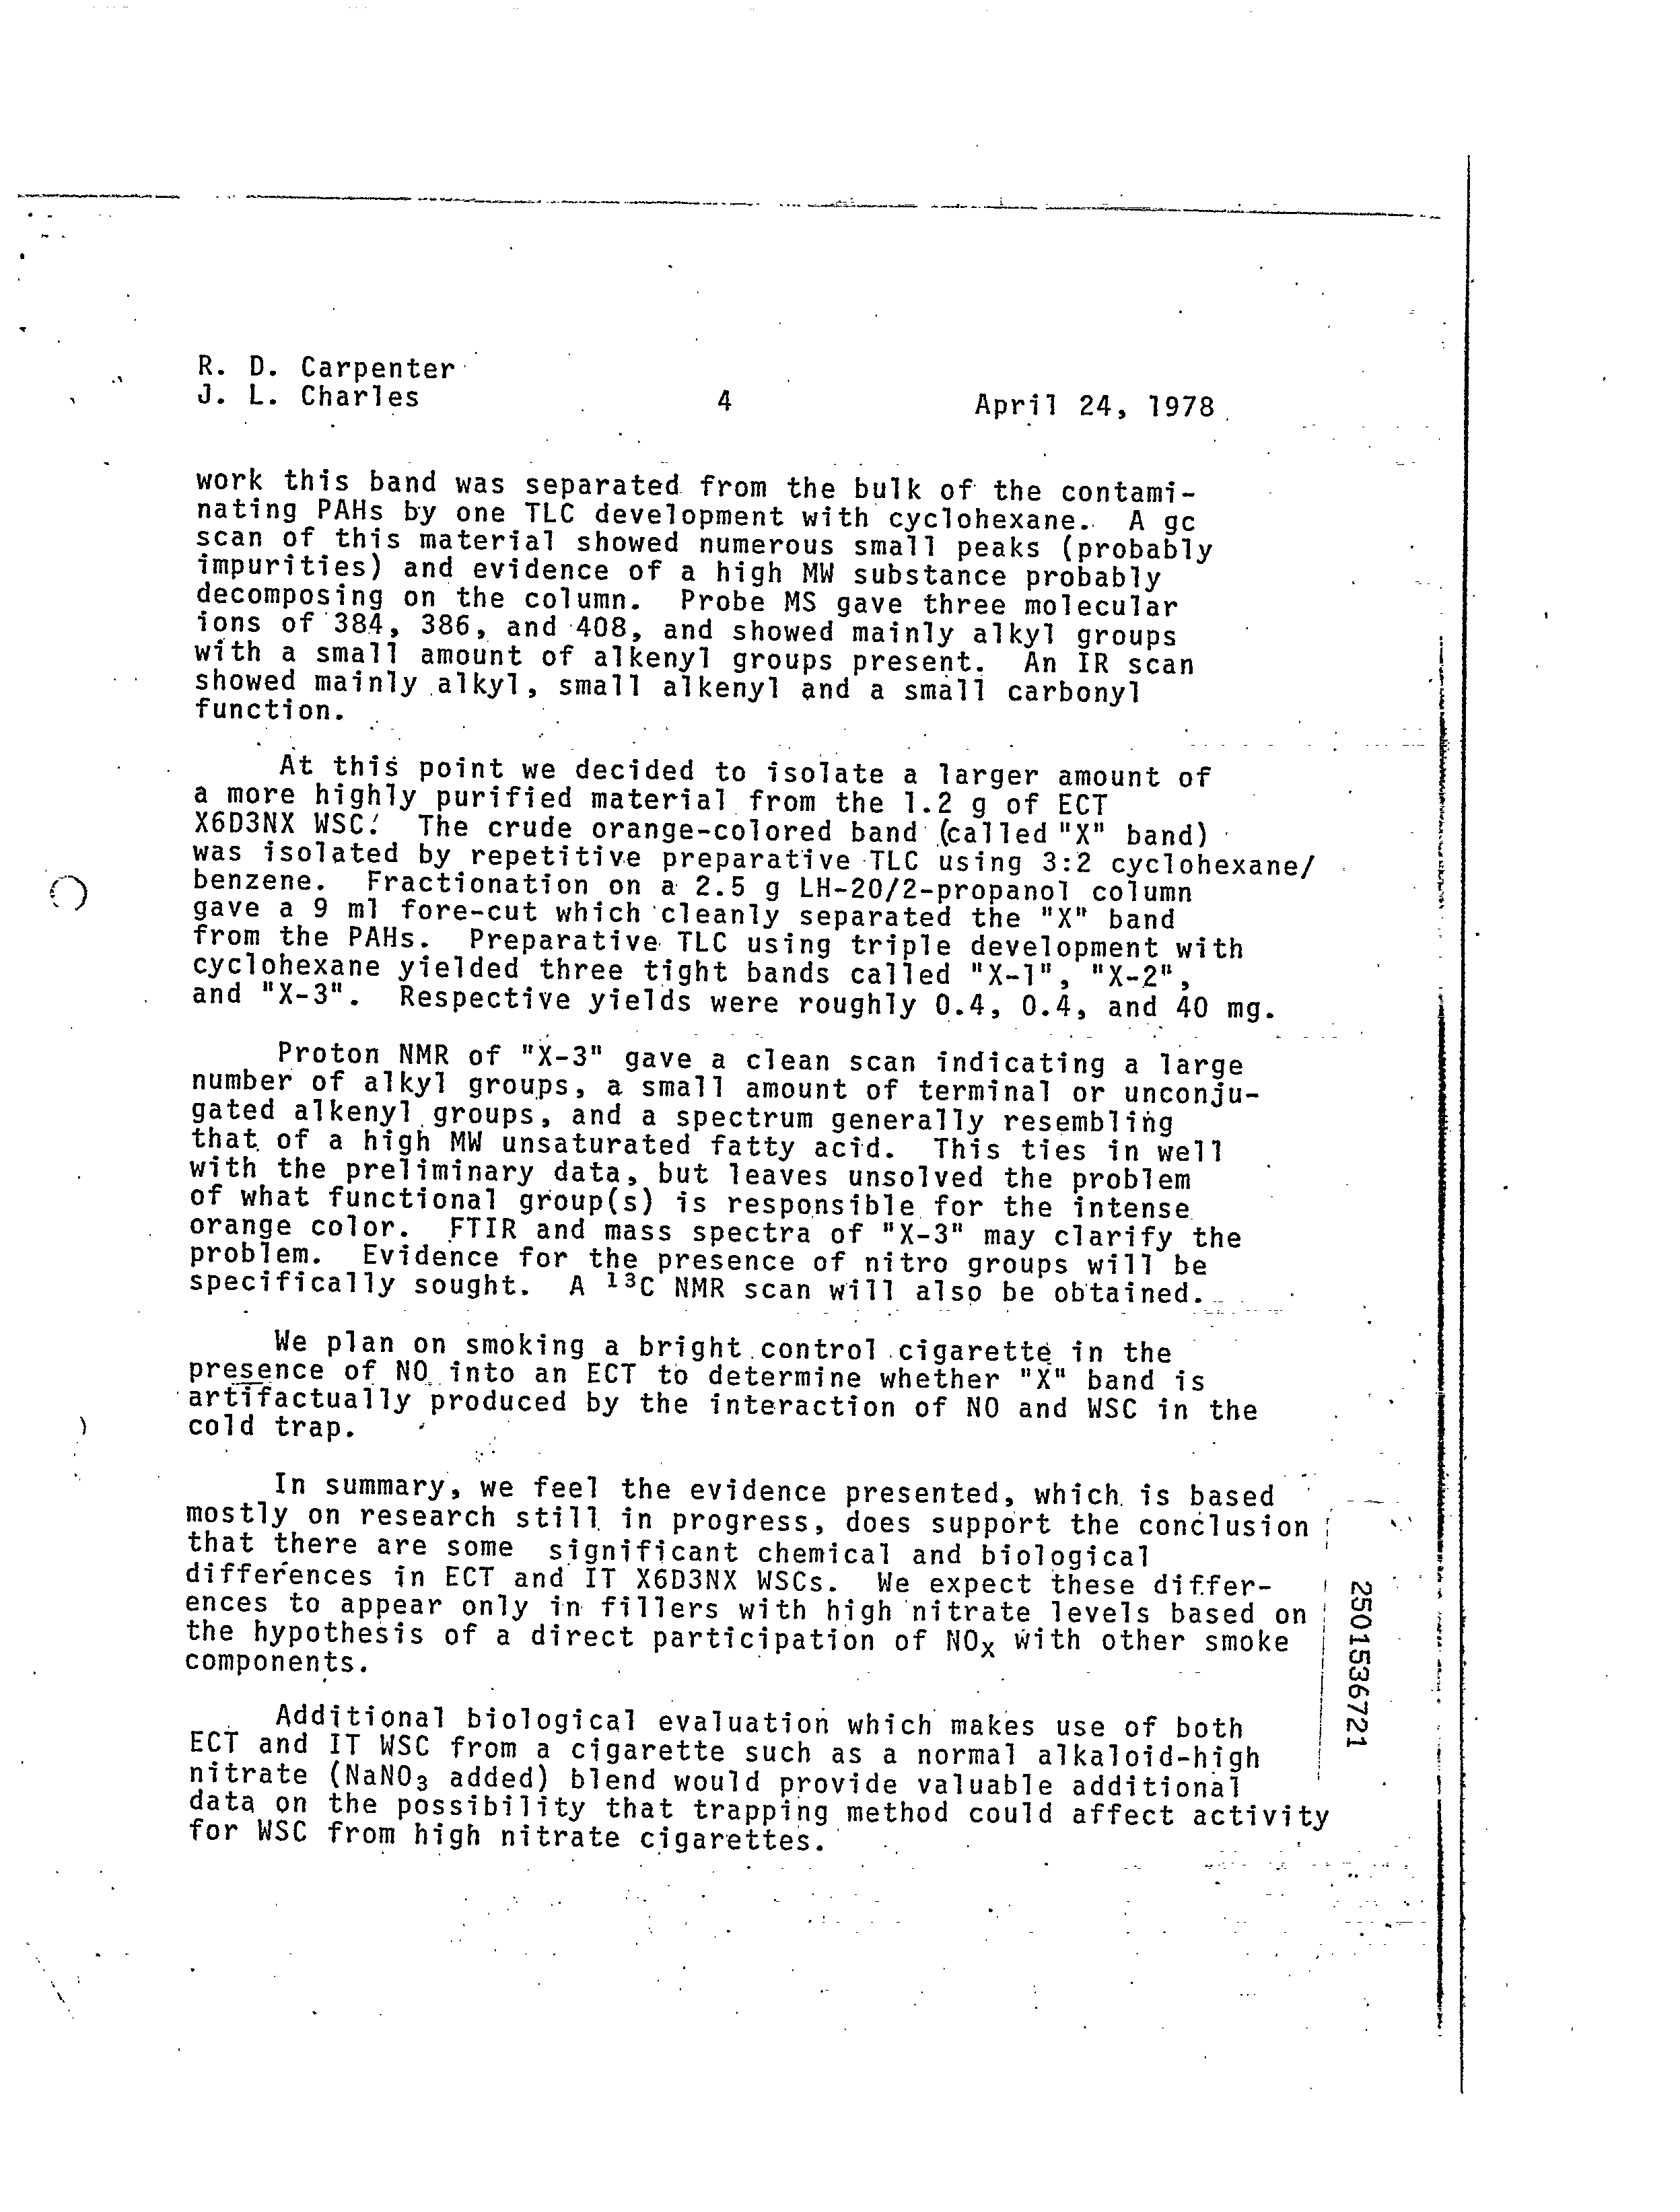 R. D. Carpenter
J. L. Charles 4 April 24, 1978
work this band was separated from the bulk of the contami-
nating PAHs by one TLC development with cyclohexane. A gc
scan of this material showed numerous small peaks (probably
impurities) and evidence of a high MW substance probably
decomposing on the column. Probe MS gave three molecular
ions of 384, 386, and 408, and showed mainly alkyl groups
with a small amount of alkenyl groups present. An IR scan
showed mainly alkyl, small alkenyl and a small carbonyl
function.
At this point we decided to isolate a larger amount of
a more highly purified material from the 1.2 g of ECT
X6D3NX WSC. The crude orange-colored band (called "X" band)
was isolated by repetitive preparative TLC using 3:2 cyclohexane/
benzene. Fractionation on a 2.5 g LH-20/2-propanol column
gave a 9 ml fore-cut which cleanly separated the "X" band
from the PAHs. Preparative TLC using triple development with
cyclohexane yielded three tight bands called "X-1", "X-2",
and "X-3". Respective yields were roughly 0.4, 0.4, and 40 mg.
Proton NMR of "X-3" gave a clean scan indicating a large
number of alkyl groups, a small amount of terminal or unconju-
gated alkenyl groups, and a spectrum generally resembling
that of a high MW unsaturated fatty acid. This ties in well
with the preliminary data, but leaves unsolved the problem
of what functional group(s) is responsible for the intense
orange color. FTIR and mass spectra of "X-3" may clarify the
problem. Evidence for the presence of nitro groups will be
specifically sought. A ¹³C NMR scan will also be obtained.
We plan on smoking a bright control cigarette in the
presence of NO into an ECT to determine whether "X" band is
artifactually produced by the interaction of NO and WSC in the
cold trap.
In summary, we feel the evidence presented, which is based
mostly on research still in progress, does support the conclusion
that there are some significant chemical and biological
differences in ECT and IT X6D3NX WSCs. We expect these differ-
ences to appear only in fillers with high nitrate levels based on
the hypothesis of a direct participation of NOₓ with other smoke
components.
Additional biological evaluation which makes use of both
ECT and IT WSC from a cigarette such as a normal alkaloid-high
nitrate (NaNO₃ added) blend would provide valuable additional
data on the possibility that trapping method could affect activity
for WSC from high nitrate cigarettes.
2501536721